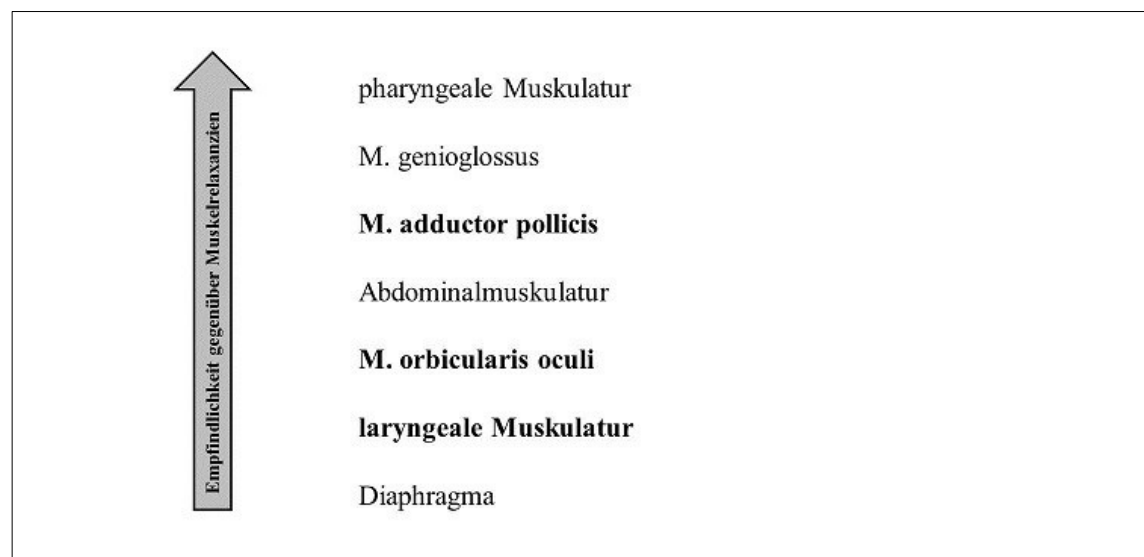 Empfindlichkeit gegenüber Muskelrelaxanzien
pharyngeale Muskulatur
M. genioglossus
M. adductor pollicis
Abdominalmuskulatur
M. orbicularis oculi
laryngeale Muskulatur
Diaphragma